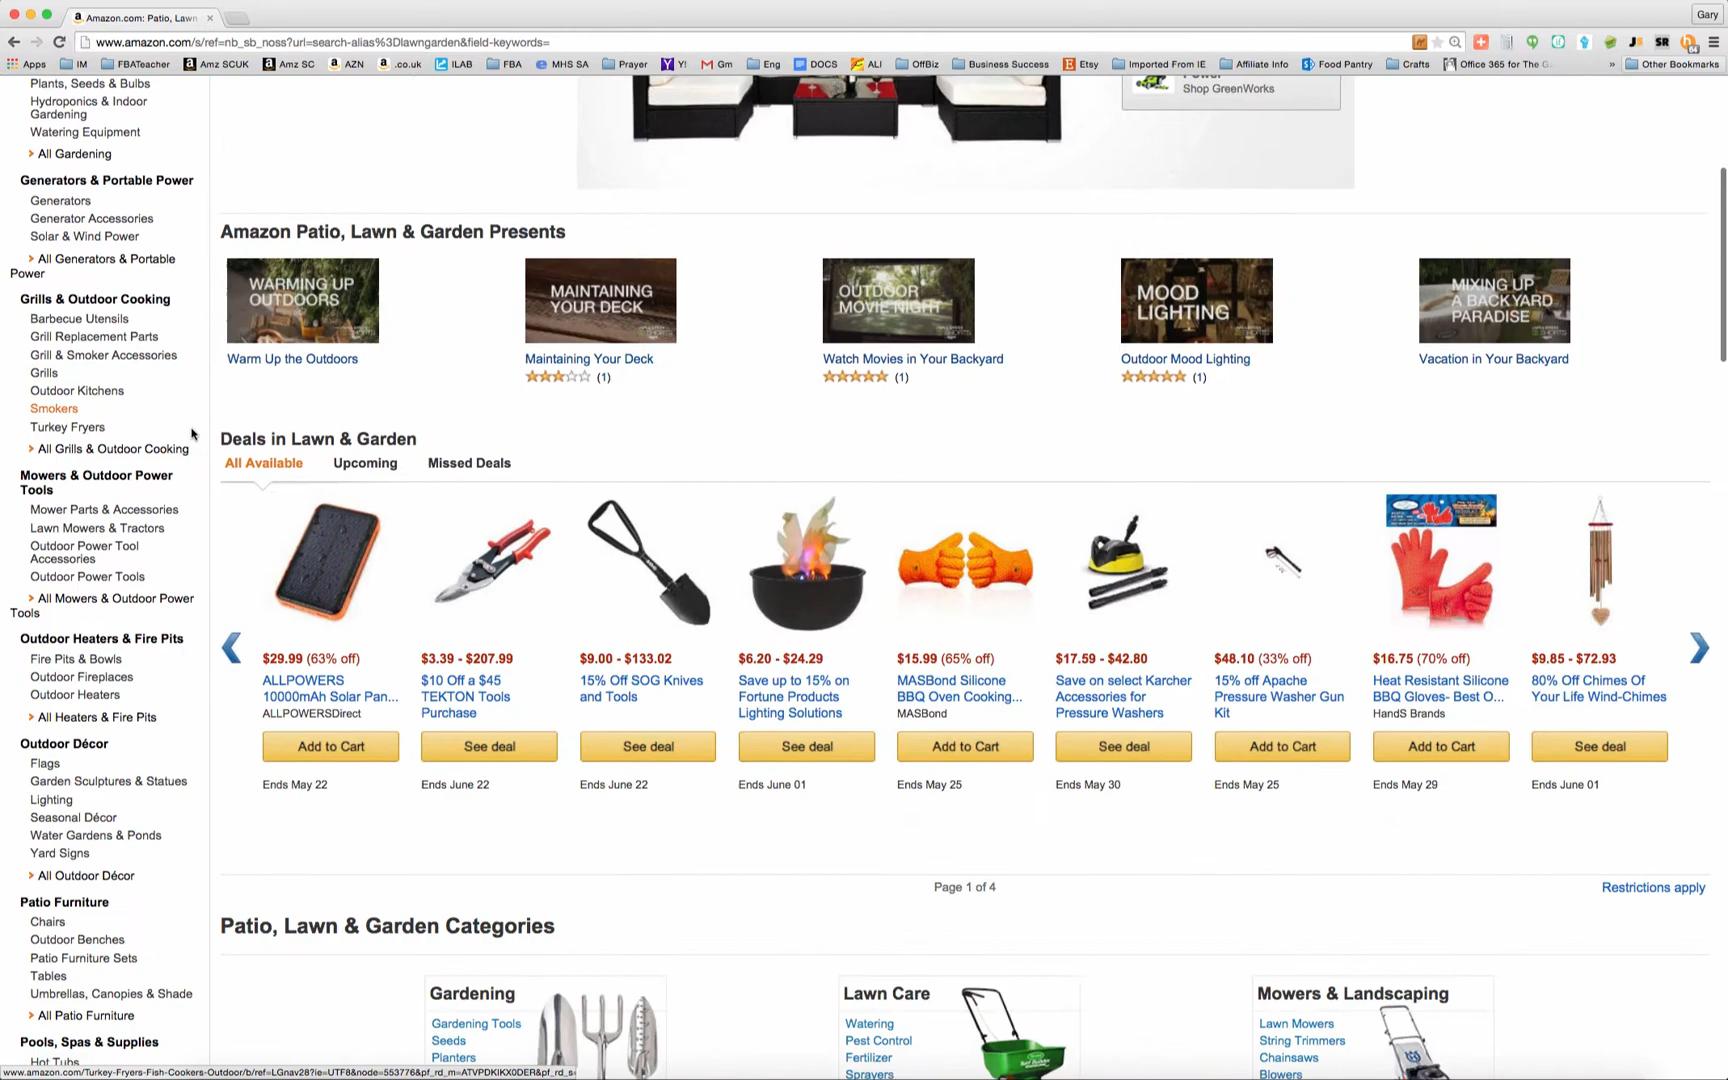 Amazon.com: Patio, Lawn
Gary
www.amazon.com/s/ref=nb_sb_noss?url=search-alias%3Dlawngarden&field-keywords=
Apps IM FBATeacher Amz SCUK Amz SC AZN .co.uk ILAB FBA MHS SA Prayer Y! Gm Eng DOCS ALI OffBiz Business Success Etsy Imported From IE Affiliate Info Food Pantry Crafts Office 365 for The » Other Bookmarks
Plants, Seeds & Bulbs
Hydroponics & Indoor
Gardening
Watering Equipment
All Gardening
Generators & Portable Power
Generators
Generator Accessories
Solar & Wind Power
All Generators & Portable
Power
Grills & Outdoor Cooking
Barbecue Utensils
Grill Replacement Parts
Grill & Smoker Accessories
Grills
Outdoor Kitchens
Smokers
Turkey Fryers
All Grills & Outdoor Cooking
Mowers & Outdoor Power
Tools
Mower Parts & Accessories
Lawn Mowers & Tractors
Outdoor Power Tool
Accessories
Outdoor Power Tools
All Mowers & Outdoor Power
Tools
Outdoor Heaters & Fire Pits
Fire Pits & Bowls
Outdoor Fireplaces
Outdoor Heaters
All Heaters & Fire Pits
Outdoor Décor
Flags
Garden Sculptures & Statues
Lighting
Seasonal Décor
Water Gardens & Ponds
Yard Signs
All Outdoor Décor
Patio Furniture
Chairs
Outdoor Benches
Patio Furniture Sets
Tables
Umbrellas, Canopies & Shade
All Patio Furniture
Pools, Spas & Supplies
Hot Tubs
Power
Shop GreenWorks
Amazon Patio, Lawn & Garden Presents
WARMING UP
OUTDOORS
MAINTAINING
YOUR DECK
OUTDOOR
MOVIE NIGHT
MOOD
LIGHTING
MIXING UP
A BACKYARD
PARADISE
Warm Up the Outdoors
Maintaining Your Deck
(1)
Watch Movies in Your Backyard
(1)
Outdoor Mood Lighting
(1)
Vacation in Your Backyard
Deals in Lawn & Garden
All Available Upcoming Missed Deals
$29.99 (63% off)
ALLPOWERS
10000mAh Solar Pan...
ALLPOWERSDirect
Add to Cart
Ends May 22
$3.39 - $207.99
$10 Off a $45
TEKTON Tools
Purchase
See deal
Ends June 22
$9.00 - $133.02
15% Off SOG Knives
and Tools
See deal
Ends June 22
$6.20 - $24.29
Save up to 15% on
Fortune Products
Lighting Solutions
See deal
Ends June 01
$15.99 (65% off)
MASBond Silicone
BBQ Oven Cooking...
MASBond
Add to Cart
Ends May 25
$17.59 - $42.80
Save on select Karcher
Accessories for
Pressure Washers
See deal
Ends May 30
$48.10 (33% off)
15% off Apache
Pressure Washer Gun
Kit
Add to Cart
Ends May 25
$16.75 (70% off)
Heat Resistant Silicone
BBQ Gloves- Best O...
HandS Brands
Add to Cart
Ends May 29
$9.85 - $72.93
80% Off Chimes Of
Your Life Wind-Chimes
See deal
Ends June 01
Page 1 of 4
Restrictions apply
Patio, Lawn & Garden Categories
Gardening
Gardening Tools
Seeds
Planters
Lawn Care
Watering
Pest Control
Fertilizer
Sprayers
Mowers & Landscaping
Lawn Mowers
String Trimmers
Chainsaws
Blowers
www.amazon.com/Turkey-Fryers-Fish-Cookers-Outdoor/b/ref=LGnav28?ie=UTF8&node=553776&pf_rd_m=ATVPDKIKX0DER&pf_rd_s=